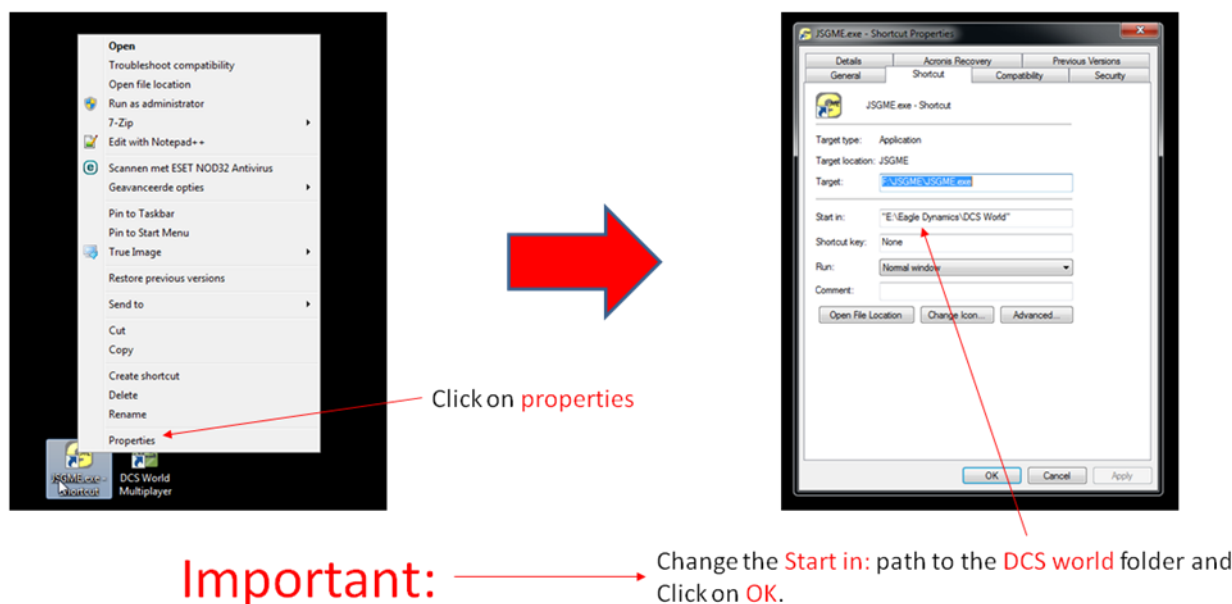 Open
Troubleshoot compatibility
Open file location
Run as administrator
7-Zip
Edit with Notepad++
Scannen met ESET NOD32 Antivirus
Geavanceerde opties
Pin to Taskbar
Pin to Start Menu
True Image
Restore previous versions
Send to
Cut
Copy
Create shortcut
Delete
Rename
Properties
JSGME.exe -
Shortcut
DCS World
Multiplayer
Click on properties
JSGME.exe - Shortcut Properties
Details Acronis Recovery Previous Versions
General Shortcut Compatibility Security
JSGME.exe - Shortcut
Target type: Application
Target location: JSGME
Target: F:\JSGME\JSGME.exe
Start in: "E:\Eagle Dynamics\DCS World"
Shortcut key: None
Run: Normal window
Comment:
Open File Location Change Icon... Advanced...
OK Cancel Apply
Important:
Change the Start in: path to the DCS world folder and
Click on OK.